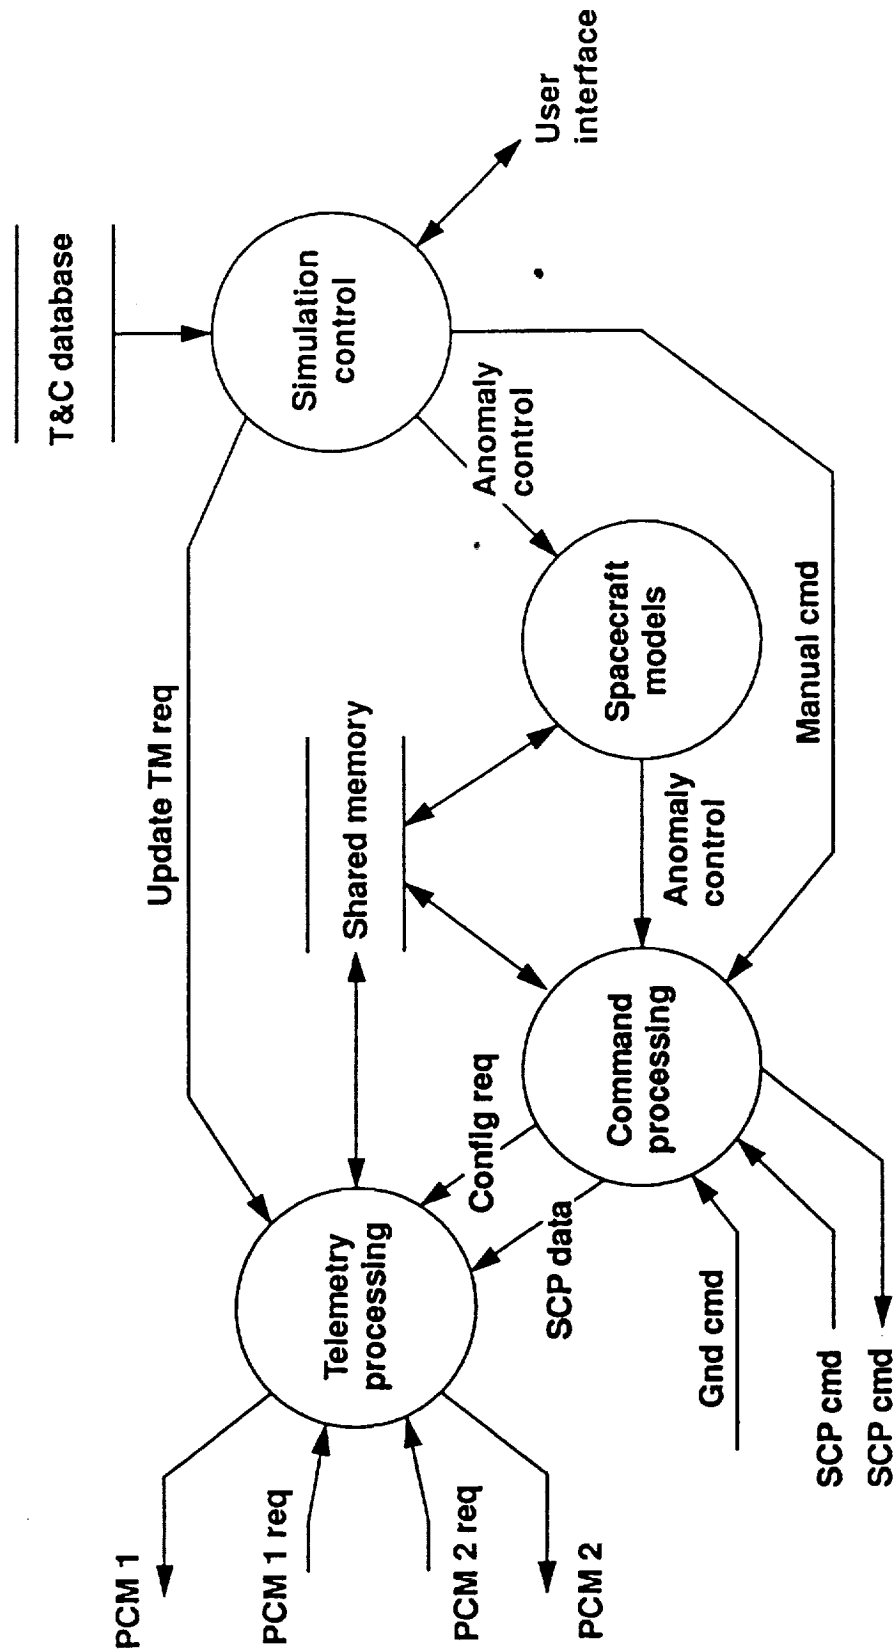 PCM 1
PCM 1 req
PCM 2 req
PCM 2
Telemetry
processing
Update TM req
T&C database
Simulation
control
User
interface
Shared memory
Config req
SCP data
Anomaly
control
Spacecraft
models
Anomaly
control
Command
processing
Manual cmd
Gnd cmd
SCP cmd
SCP cmd